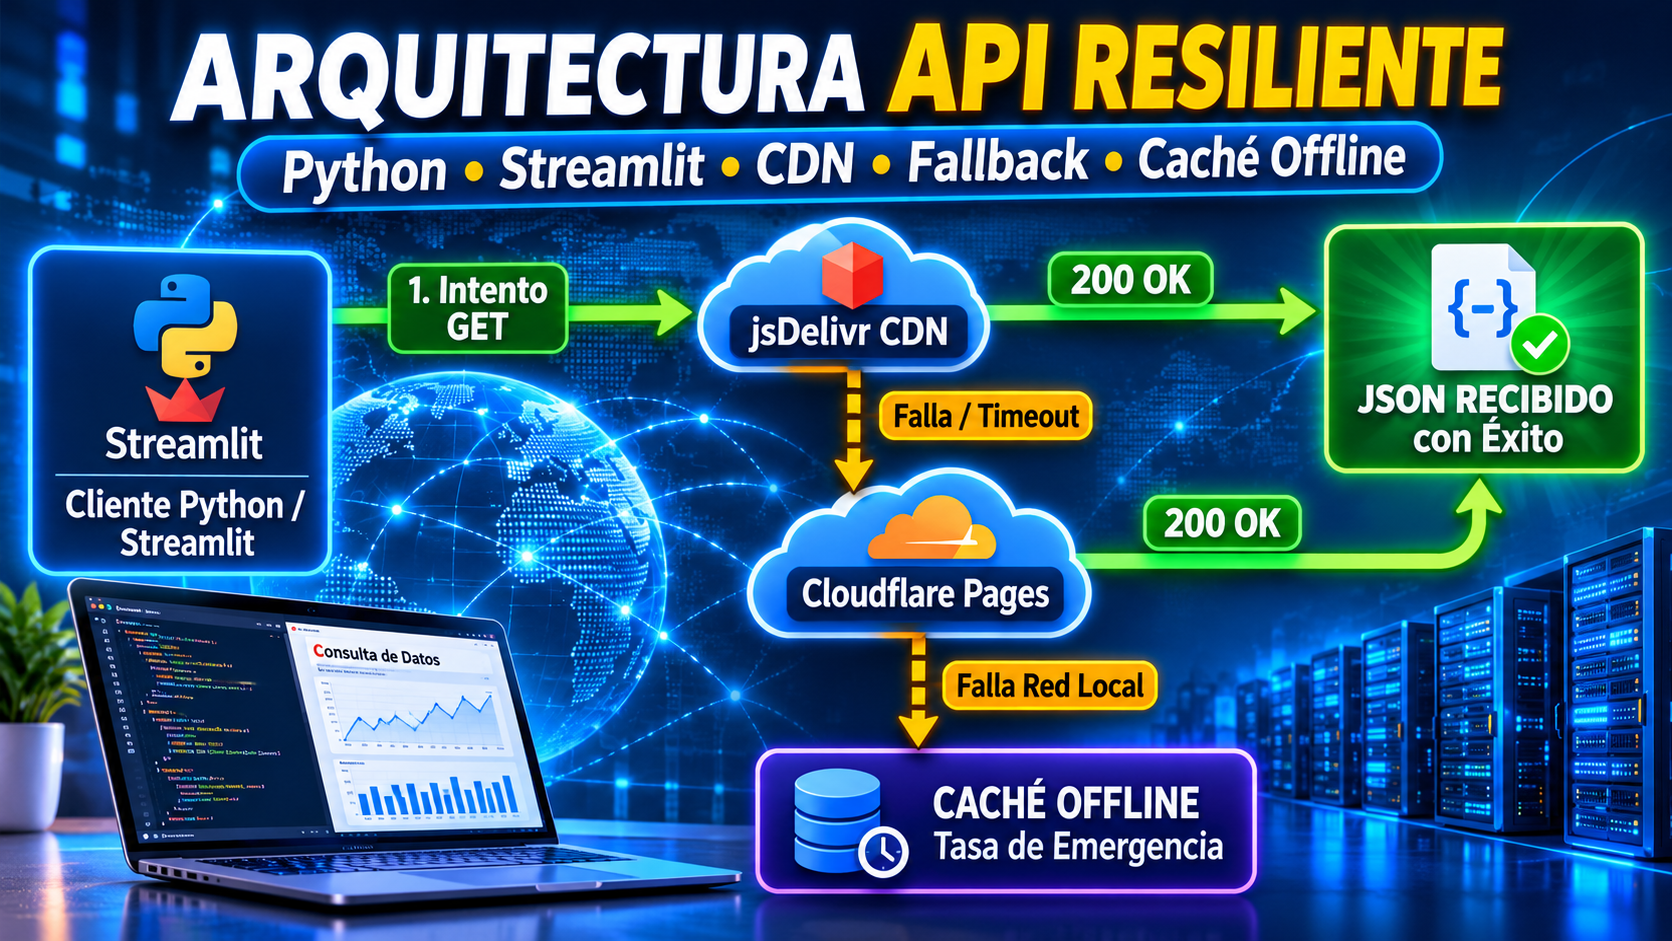 ARQUITECTURA API RESILIENTE
Python • Streamlit • CDN • Fallback • Caché Offline
Streamlit
Cliente Python /
Streamlit
1. Intento
GET
jsDelivr CDN
200 OK
{-}
JSON RECIBIDO
con Éxito
Falla / Timeout
Cloudflare Pages
200 OK
Falla Red Local
CACHÉ OFFLINE
Tasa de Emergencia
Consulta de Datos